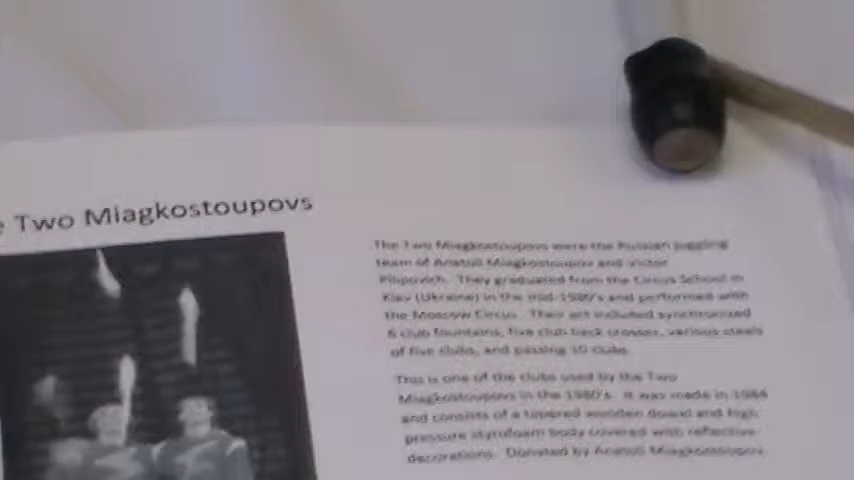 e Two Miagkostoupovs
The Two Miagkostoupovs were the Russian juggling
team of Anatoli Miagkostoupov and Victor
Pilipovich. They graduated from the Circus School in
Kiev (Ukraine) in the mid-1980's and performed with
the Moscow Circus. Their act included synchronized
6 club fountains, five club back crosses, various steals
of five clubs, and passing 10 clubs.
This is one of the clubs used by the Two
Miagkostoupovs in the 1980's. It was made in 1984
and consists of a tapered wooden dowel and high
pressure styrofoam body covered with reflective
decorations. Donated by Anatoli Miagkostoupov.